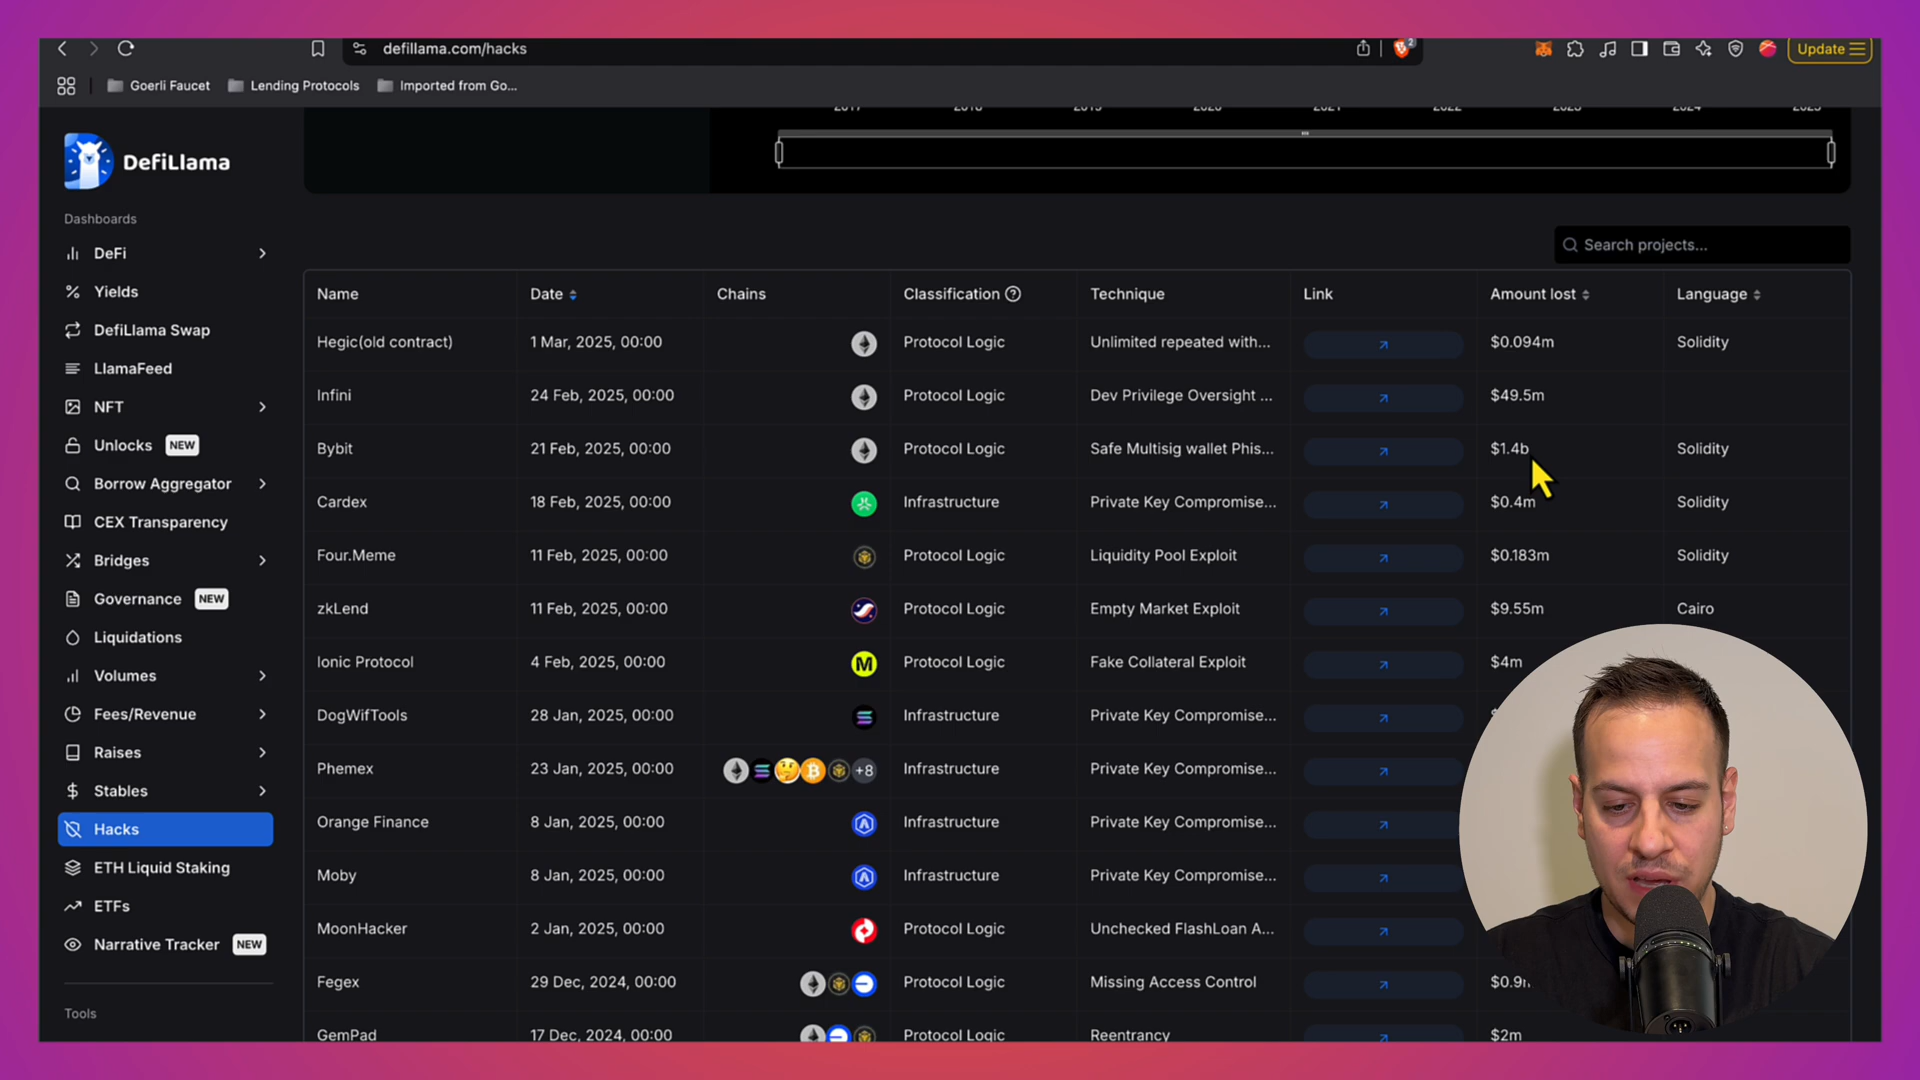 defillama.com/hacks
2
Update
Goerli Faucet
Lending Protocols
Imported from Go...
2017 2018 2019 2020 2021 2022 2023 2024 2025
DefiLlama
Dashboards
DeFi
Yields
DefiLlama Swap
LlamaFeed
NFT
Unlocks NEW
Borrow Aggregator
CEX Transparency
Bridges
Governance NEW
Liquidations
Volumes
Fees/Revenue
Raises
Stables
Hacks
ETH Liquid Staking
ETFs
Narrative Tracker NEW
Tools
Search projects...
Name Date Chains Classification Technique Link Amount lost Language
Hegic(old contract) 1 Mar, 2025, 00:00 Protocol Logic Unlimited repeated with... $0.094m Solidity
Infini 24 Feb, 2025, 00:00 Protocol Logic Dev Privilege Oversight ... $49.5m
Bybit 21 Feb, 2025, 00:00 Protocol Logic Safe Multisig wallet Phis... $1.4b Solidity
Cardex 18 Feb, 2025, 00:00 Infrastructure Private Key Compromise... $0.4m Solidity
Four.Meme 11 Feb, 2025, 00:00 Protocol Logic Liquidity Pool Exploit $0.183m Solidity
zkLend 11 Feb, 2025, 00:00 Protocol Logic Empty Market Exploit $9.55m Cairo
Ionic Protocol 4 Feb, 2025, 00:00 M Protocol Logic Fake Collateral Exploit $4m
DogWifTools 28 Jan, 2025, 00:00 Infrastructure Private Key Compromise...
Phemex 23 Jan, 2025, 00:00 +8 Infrastructure Private Key Compromise...
Orange Finance 8 Jan, 2025, 00:00 Infrastructure Private Key Compromise...
Moby 8 Jan, 2025, 00:00 Infrastructure Private Key Compromise...
MoonHacker 2 Jan, 2025, 00:00 Protocol Logic Unchecked FlashLoan A...
Fegex 29 Dec, 2024, 00:00 Protocol Logic Missing Access Control
GemPad 17 Dec, 2024, 00:00 Protocol Logic Reentrancy $2m